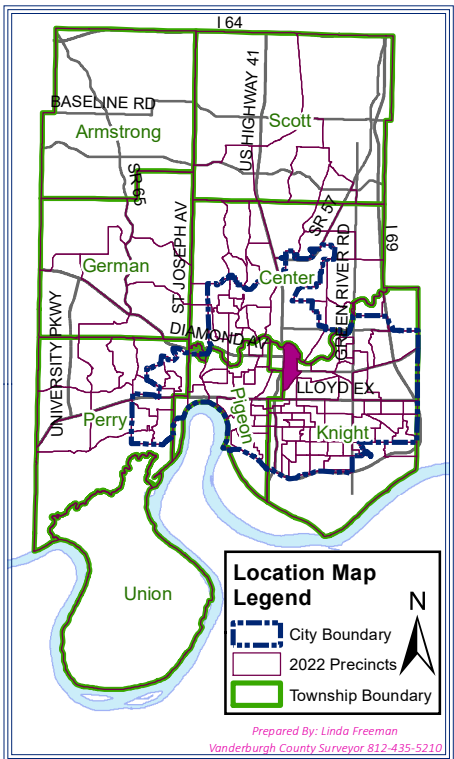 I 64
US HIGHWAY 41
BASELINE RD
Scott
Armstrong
SR 65
ST. JOSEPH AV
SR 57
GREEN RIVER RD
I 69
German
Center
UNIVERSITY PKWY
DIAMOND AV
LLOYD EX
Perry
Pigeon
Knight
Union
Location Map
Legend
N
City Boundary
2022 Precincts
Township Boundary
Prepared By: Linda Freeman
Vanderburgh County Surveyor 812-435-5210